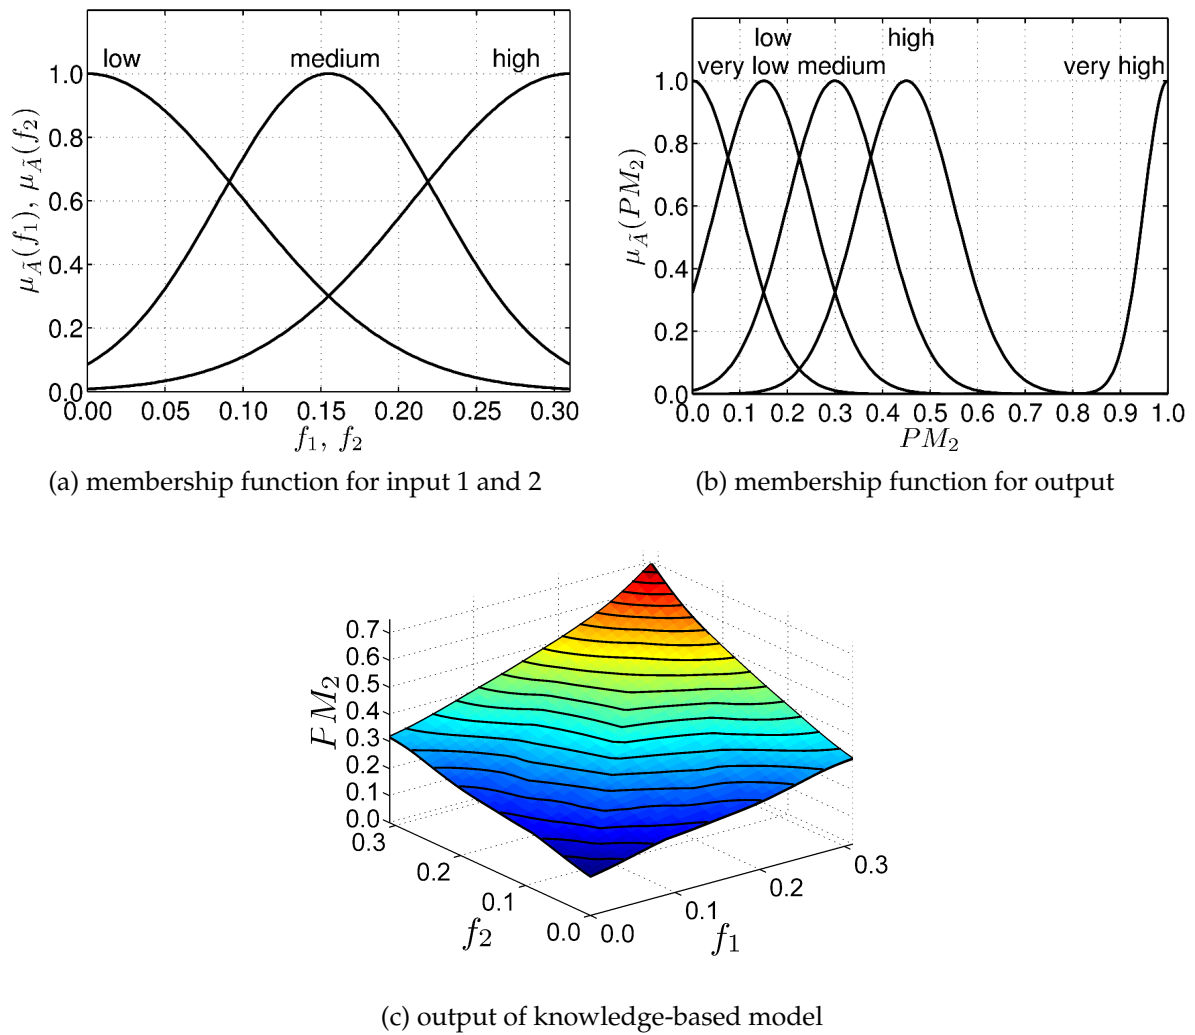 low medium high
1.0
0.8
0.6
0.4
0.2
0.0
μ_Ã(f₁), μ_Ã(f₂)
0.00 0.05 0.10 0.15 0.20 0.25 0.30
f₁, f₂
(a) membership function for input 1 and 2
low high
very low medium very high
1.0
0.8
0.6
0.4
0.2
0.0
μ_Ã(PM₂)
0.0 0.1 0.2 0.3 0.4 0.5 0.6 0.7 0.8 0.9 1.0
PM₂
(b) membership function for output
0.7
0.6
0.5
0.4
0.3
0.2
0.1
0.0
PM₂
0.3 0.2 0.1 0.0
f₂
0.0 0.1 0.2 0.3
f₁
(c) output of knowledge-based model